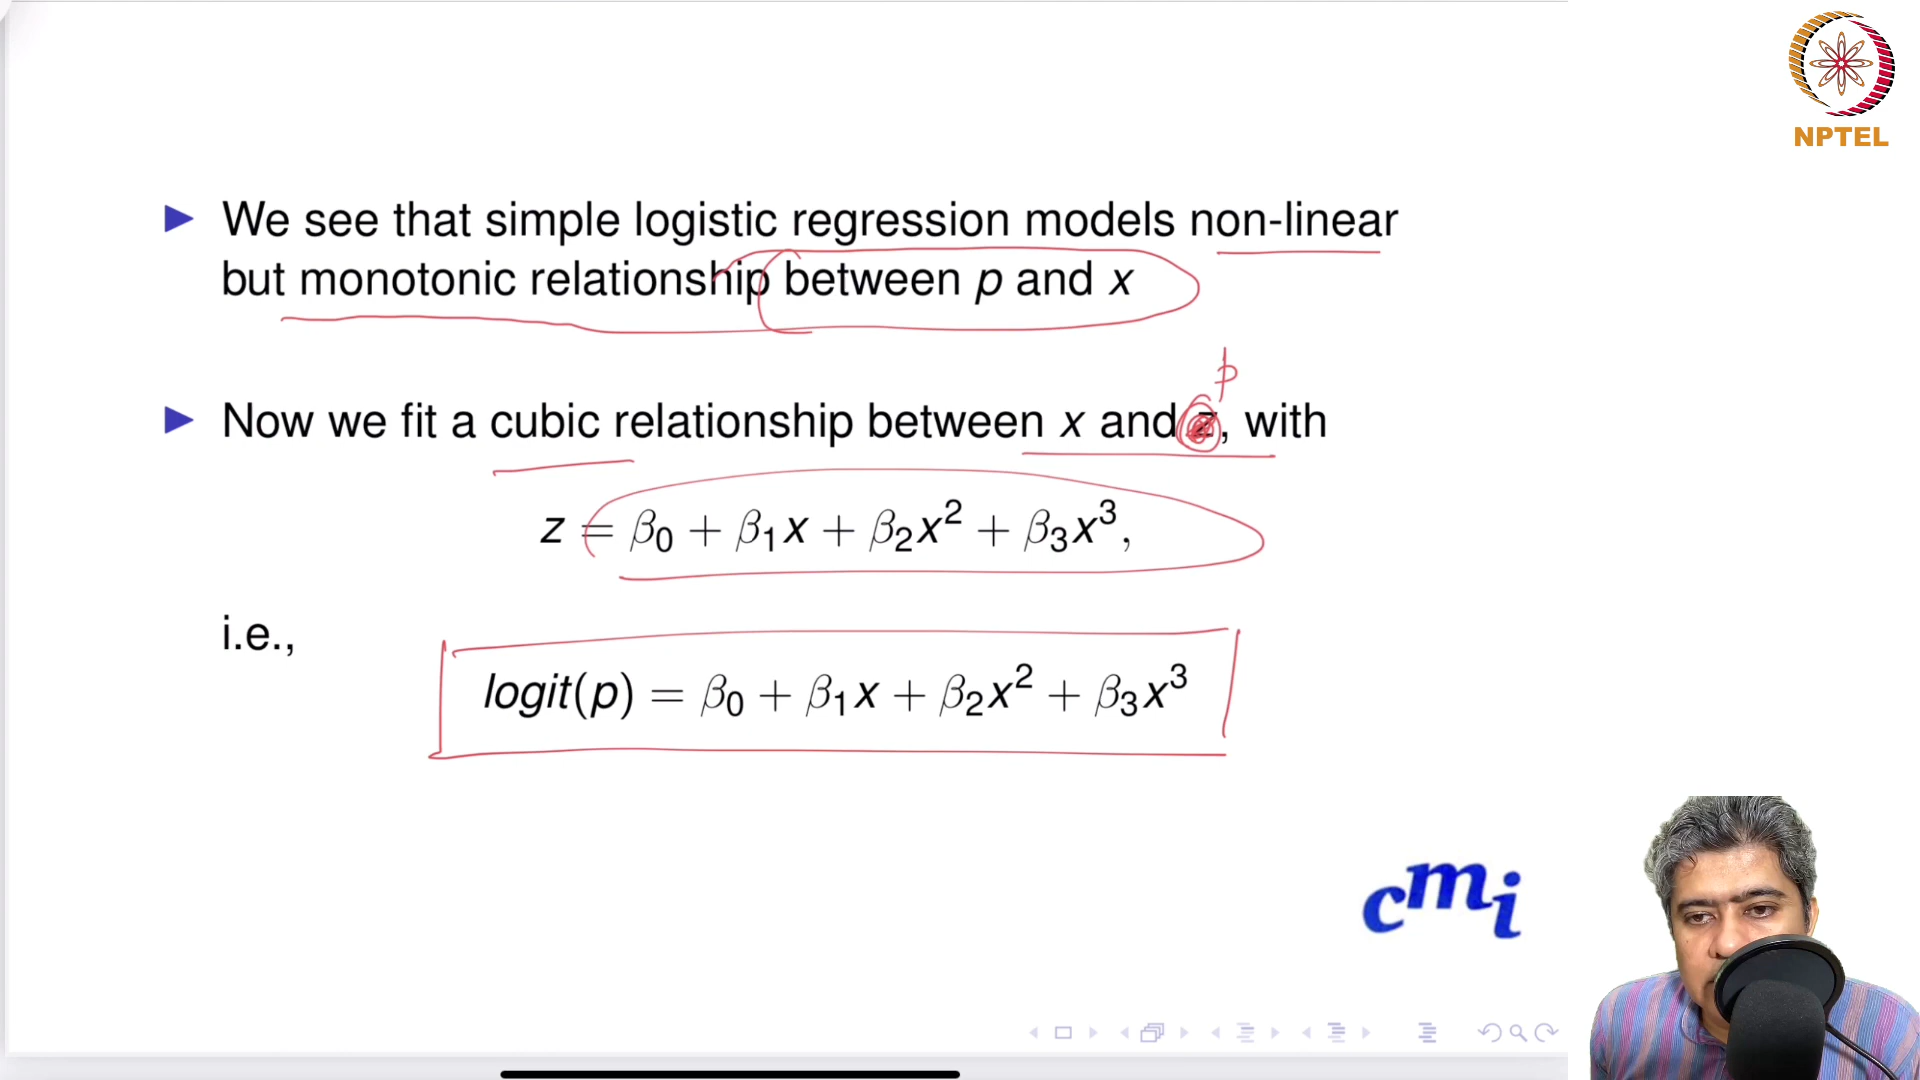 NPTEL
We see that simple logistic regression models non-linear
but monotonic relationship between p and x
p
Now we fit a cubic relationship between x and z, with
z = β₀ + β₁x + β₂x² + β₃x³,
i.e.,
logit(p) = β₀ + β₁x + β₂x² + β₃x³
cmi